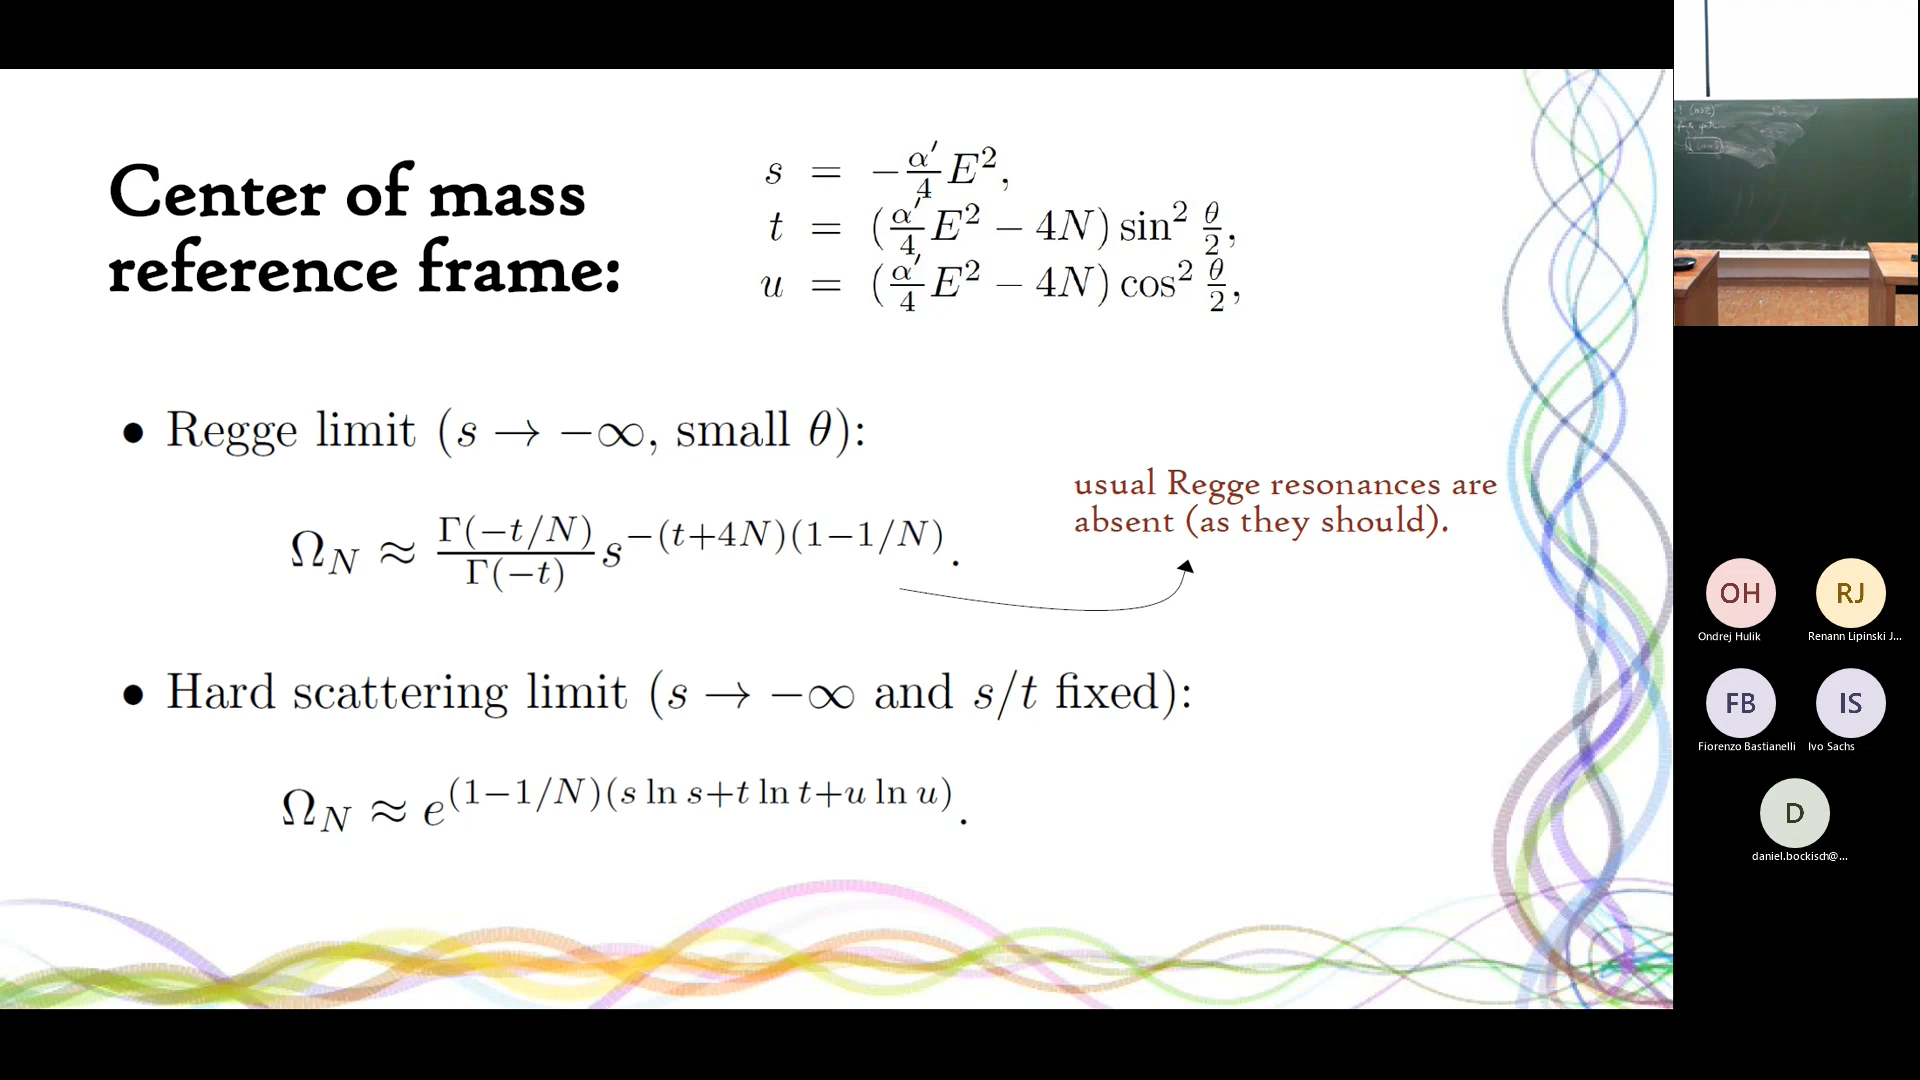 Center of mass
reference frame:
s = −α′/4 E²,
t = (α′/4 E² − 4N) sin² θ/2,
u = (α′/4 E² − 4N) cos² θ/2,
• Regge limit (s → −∞, small θ):
Ω_N ≈ Γ(−t/N)/Γ(−t) s^{−(t+4N)(1−1/N)}.
usual Regge resonances are
absent (as they should).
• Hard scattering limit (s → −∞ and s/t fixed):
Ω_N ≈ e^{(1−1/N)(s ln s+t ln t+u ln u)}.
OH
Ondrej Hulik
RJ
Renann Lipinski J...
FB
Fiorenzo Bastianelli
IS
Ivo Sachs
D
daniel.bockisch@...